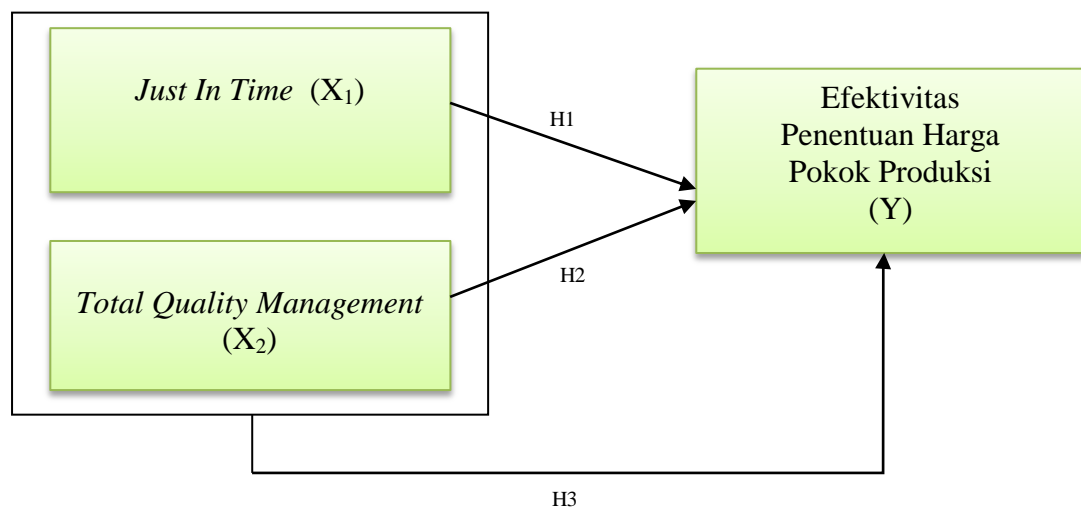 Just In Time (X₁)
H1
Efektivitas
Penentuan Harga
Pokok Produksi
(Y)
Total Quality Management
(X₂)
H2
H3